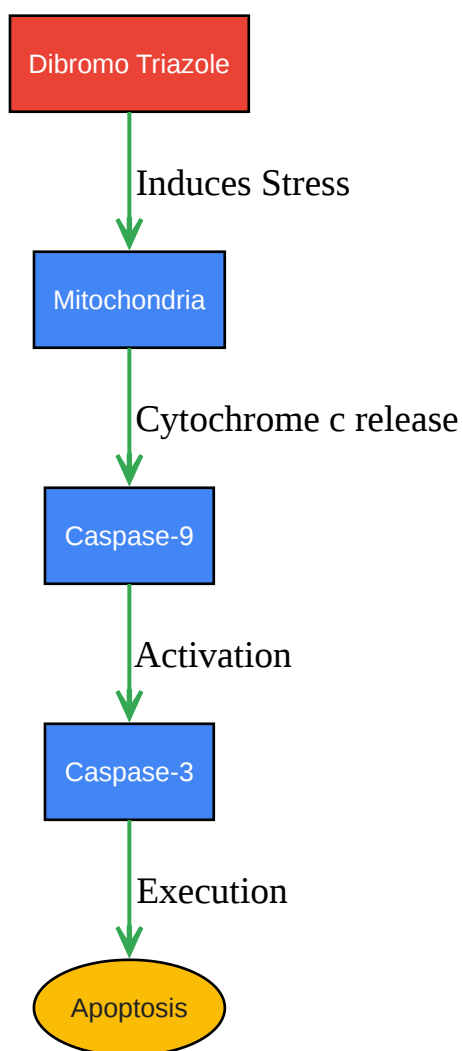 Dibromo Triazole
Induces Stress
Mitochondria
Cytochrome c release
Caspase-9
Activation
Caspase-3
Execution
Apoptosis